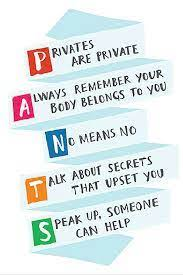 PRIVATES
ARE PRIVATE
ALWAYS REMEMBER YOUR
BODY BELONGS TO YOU
NO MEANS NO
TALK ABOUT SECRETS
THAT UPSET YOU
SPEAK UP, SOMEONE
CAN HELP